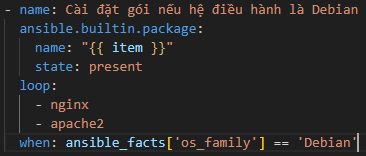 - name: Cài đặt gói nếu hệ điều hành là Debian
  ansible.builtin.package:
    name: "{{ item }}"
    state: present
  loop:
    - nginx
    - apache2
  when: ansible_facts['os_family'] == 'Debian'